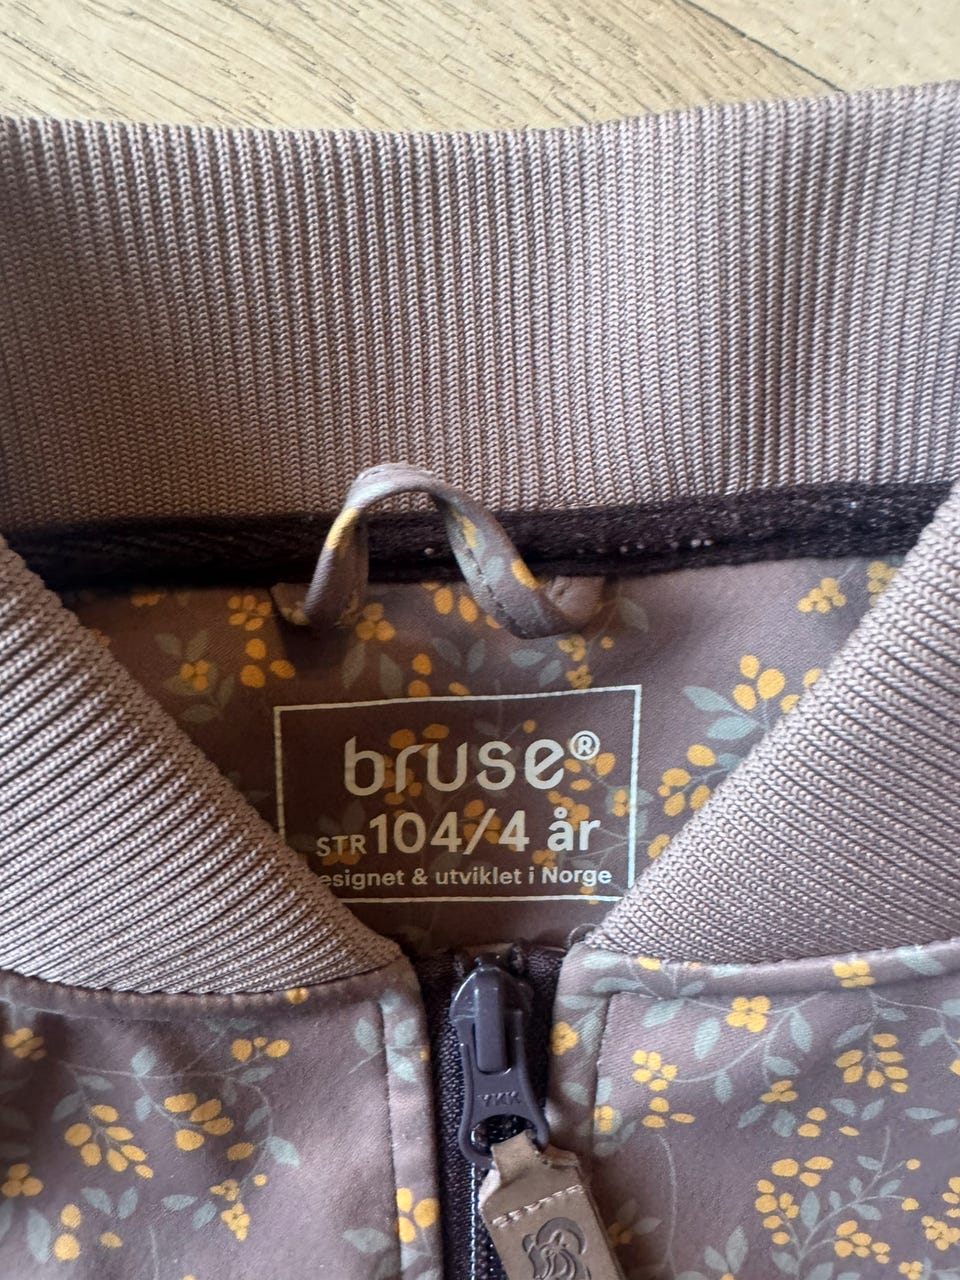 bruse®
STR 104/4 år
esignet & utviklet i Norge
YKK